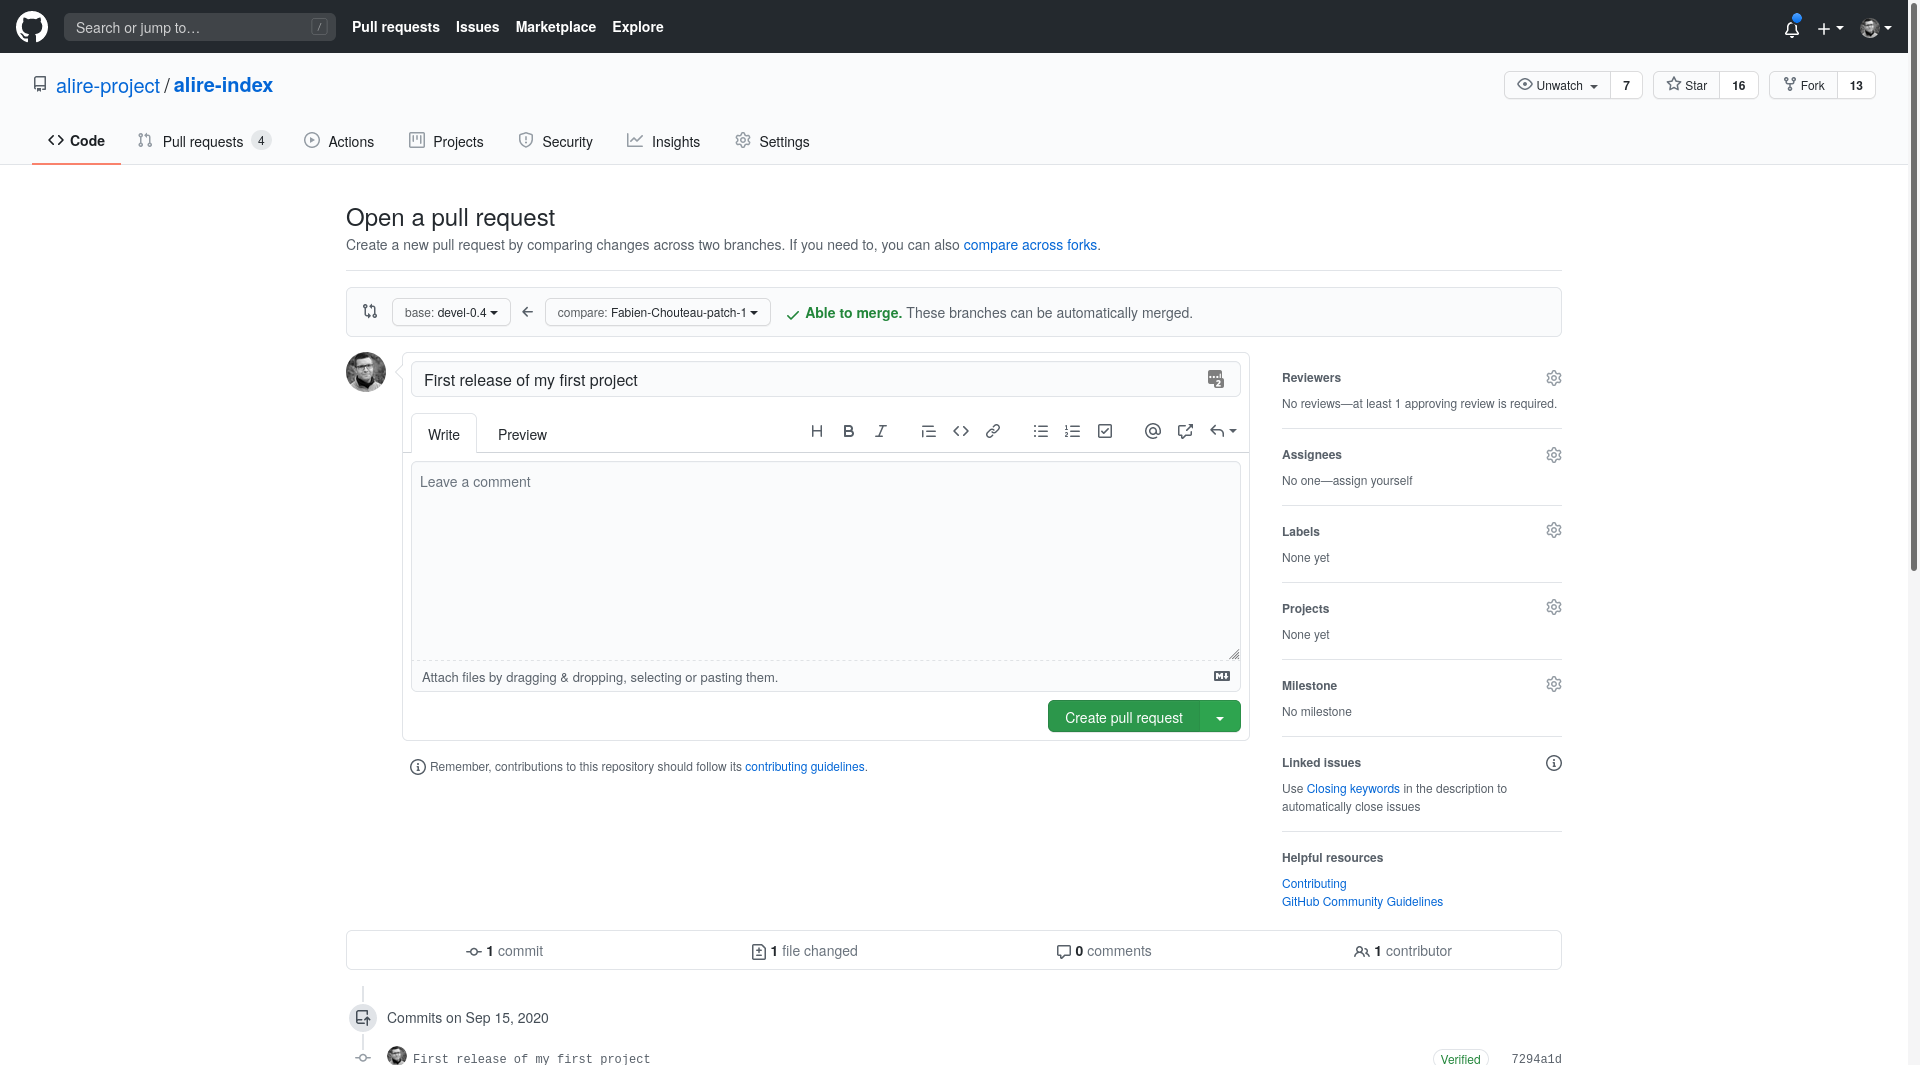 Search or jump to… /
Pull requests Issues Marketplace Explore
alire-project / alire-index
Unwatch 7 Star 16 Fork 13
Code Pull requests 4 Actions Projects Security Insights Settings
Open a pull request
Create a new pull request by comparing changes across two branches. If you need to, you can also compare across forks.
base: devel-0.4 compare: Fabien-Chouteau-patch-1 Able to merge. These branches can be automatically merged.
First release of my first project
2
Write Preview
H B I
Leave a comment
Attach files by dragging & dropping, selecting or pasting them.
Create pull request
Remember, contributions to this repository should follow its contributing guidelines.
Reviewers
No reviews—at least 1 approving review is required.
Assignees
No one—assign yourself
Labels
None yet
Projects
None yet
Milestone
No milestone
Linked issues
Use Closing keywords in the description to
automatically close issues
Helpful resources
Contributing
GitHub Community Guidelines
1 commit 1 file changed 0 comments 1 contributor
Commits on Sep 15, 2020
First release of my first project Verified 7294a1d